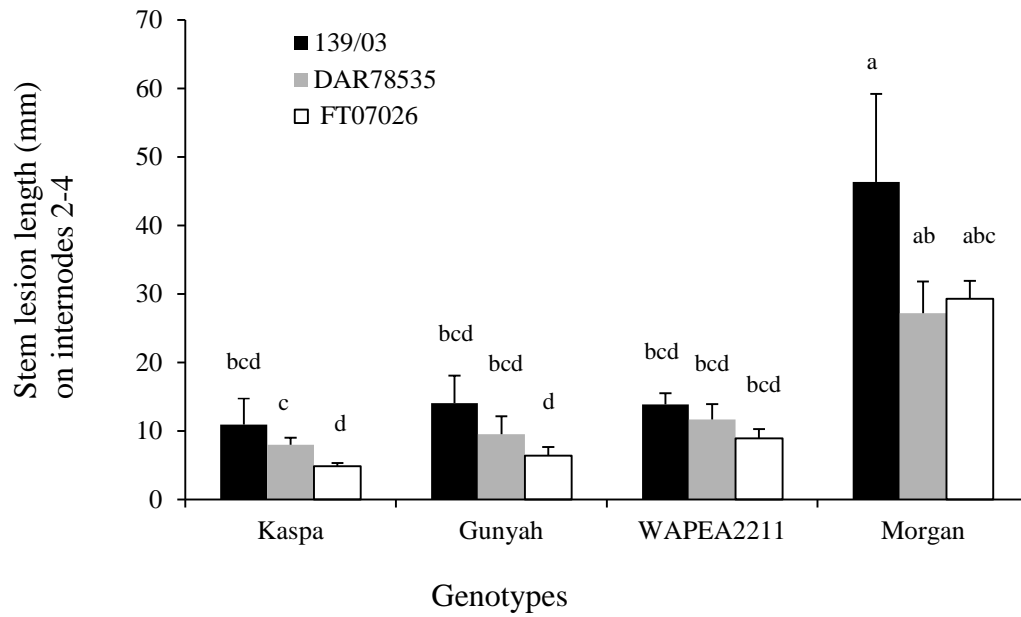 70
60
50
40
30
20
10
0
Stem lesion length (mm)
on internodes 2-4
139/03
DAR78535
FT07026
bcd
c
d
bcd
bcd
d
bcd
bcd
bcd
a
ab
abc
Kaspa
Gunyah
WAPEA2211
Morgan
Genotypes